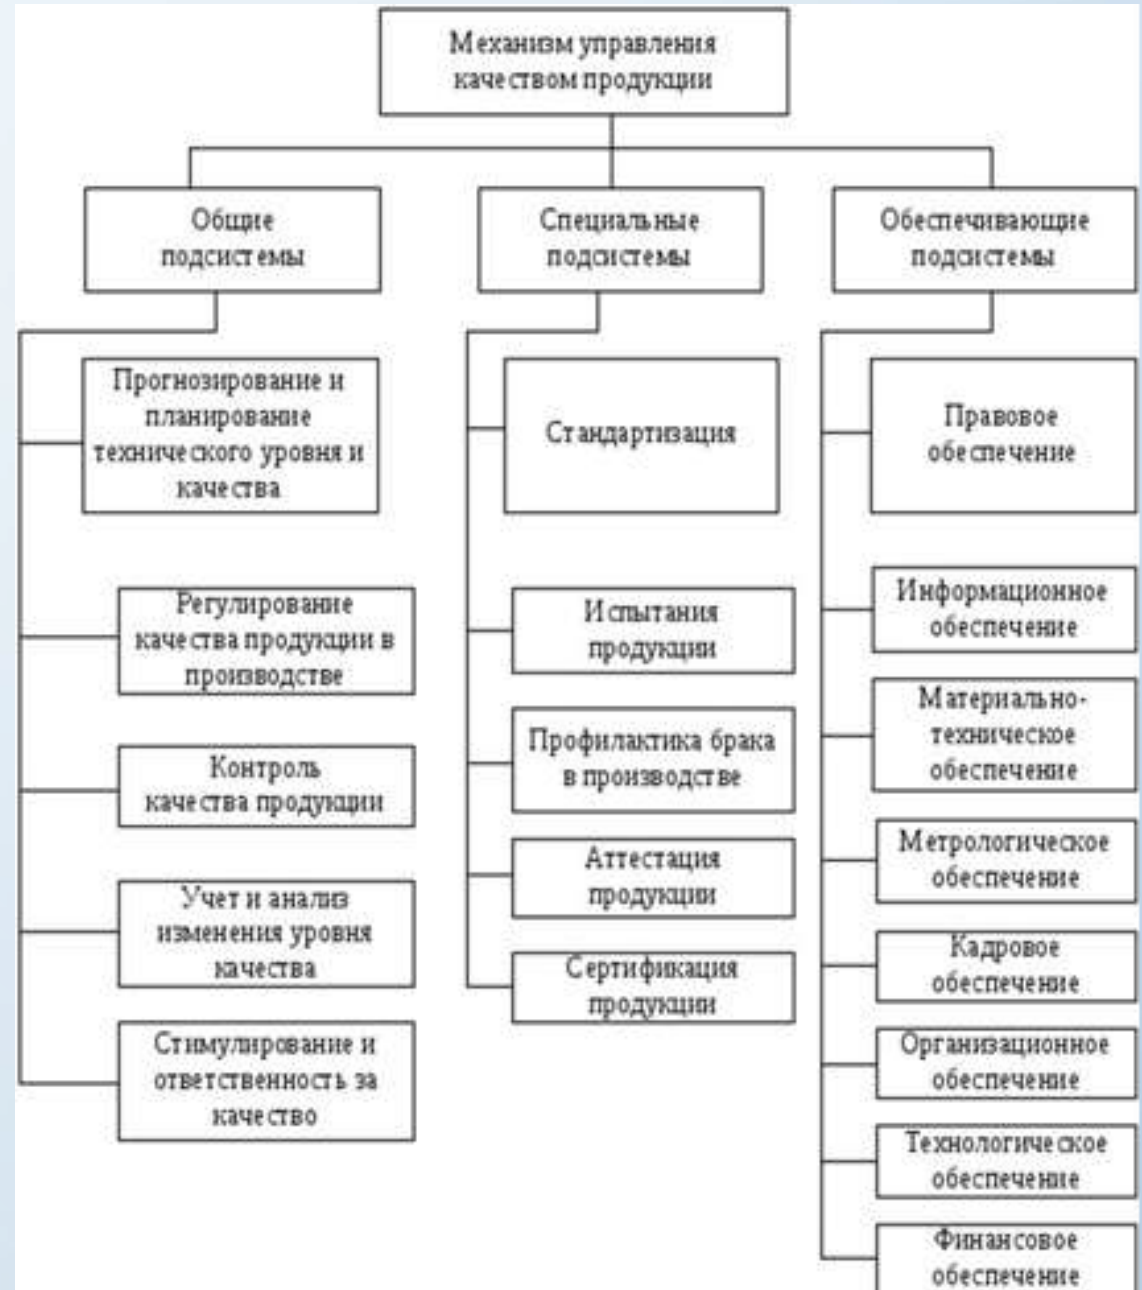 Механизм управления
качеством продукции
Общие
подсистемы
Специальные
подсистемы
Обеспечивающие
подсистемы
Прогнозирование и
планирование
технического уровня и
качества
Регулирование
качества продукции в
производстве
Контроль
качества продукции
Учет и анализ
изменения уровня
качества
Стимулирование и
ответственность за
качество
Стандартизация
Испытания
продукции
Профилактика брака
в производстве
Аттестация
продукции
Сертификация
продукции
Правовое
обеспечение
Информационное
обеспечение
Материально-
техническое
обеспечение
Метрологическое
обеспечение
Кадровое
обеспечение
Организационное
обеспечение
Технологическое
обеспечение
Финансовое
обеспечение